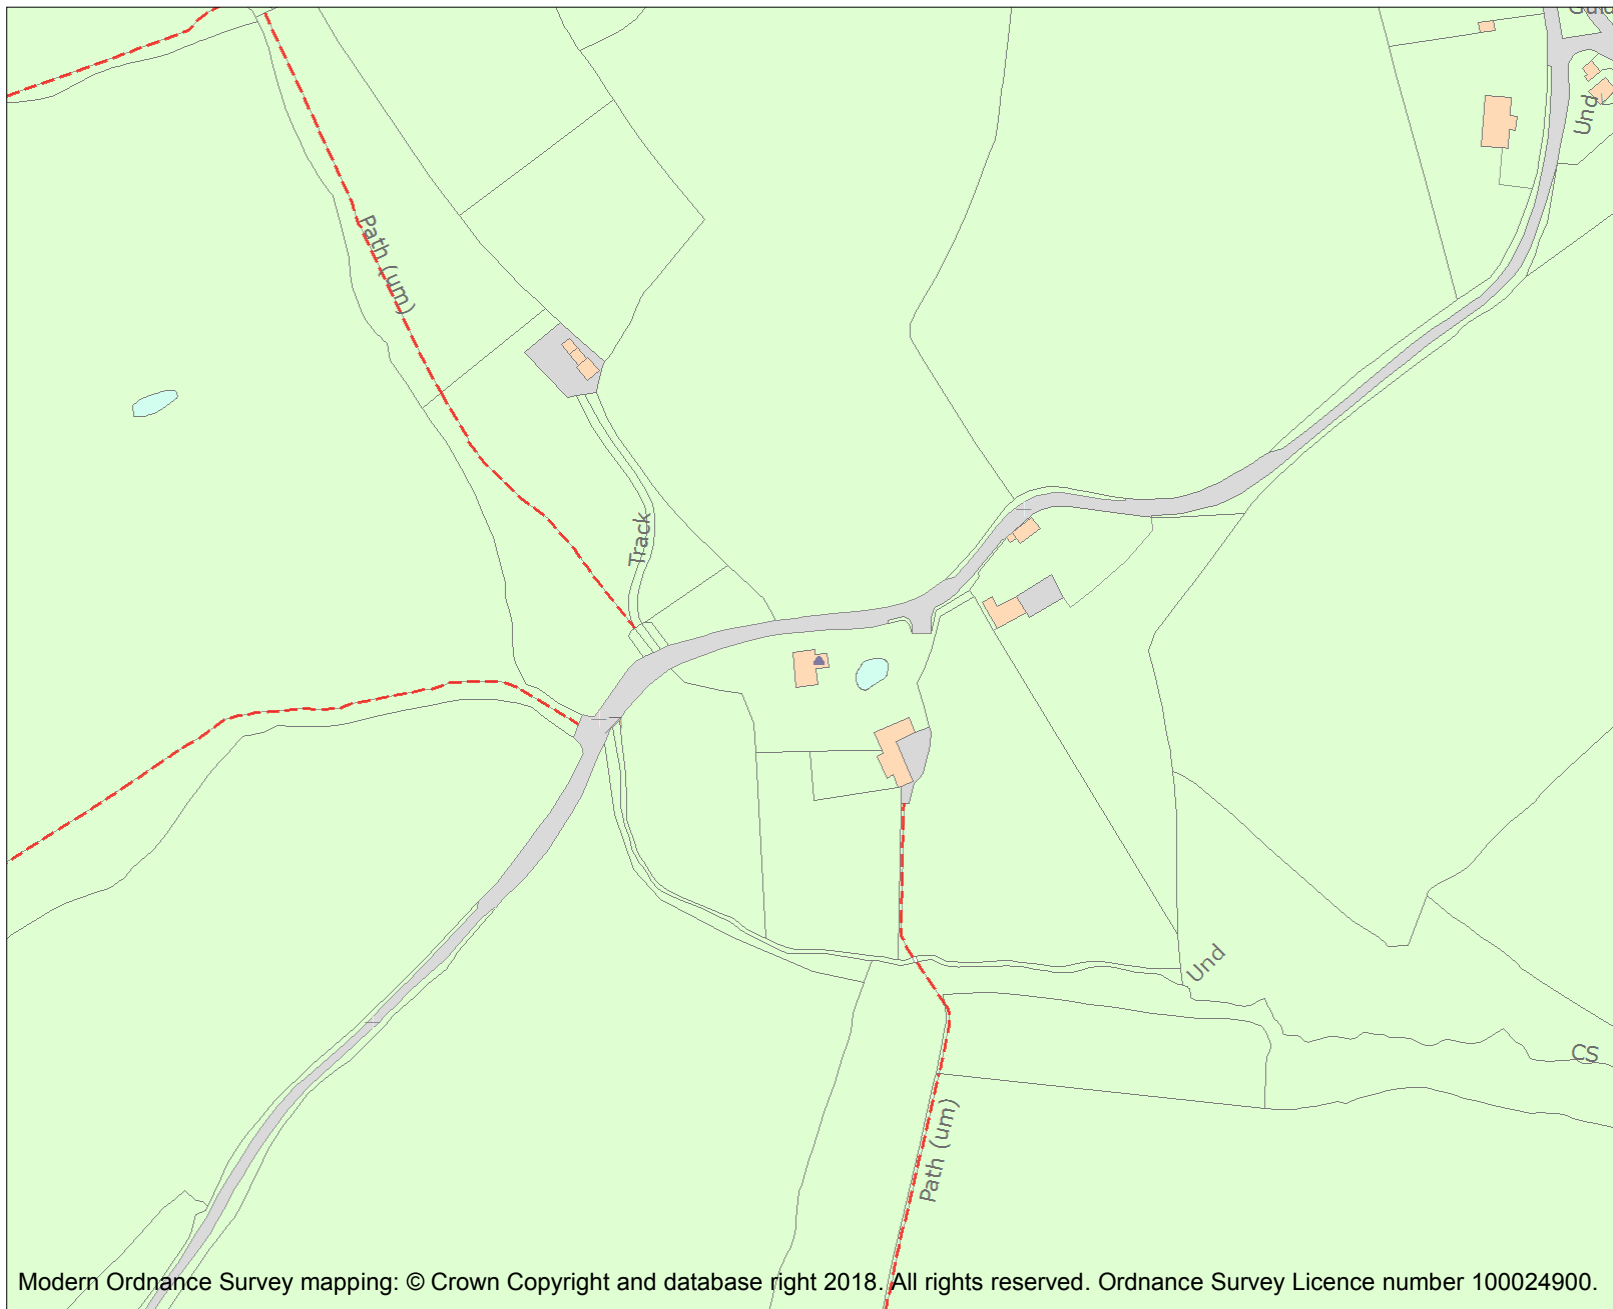 Und
Path (um)
Track
Und
CS
Path (um)
Modern Ordnance Survey mapping: © Crown Copyright and database right 2018. All rights reserved. Ordnance Survey Licence number 100024900.